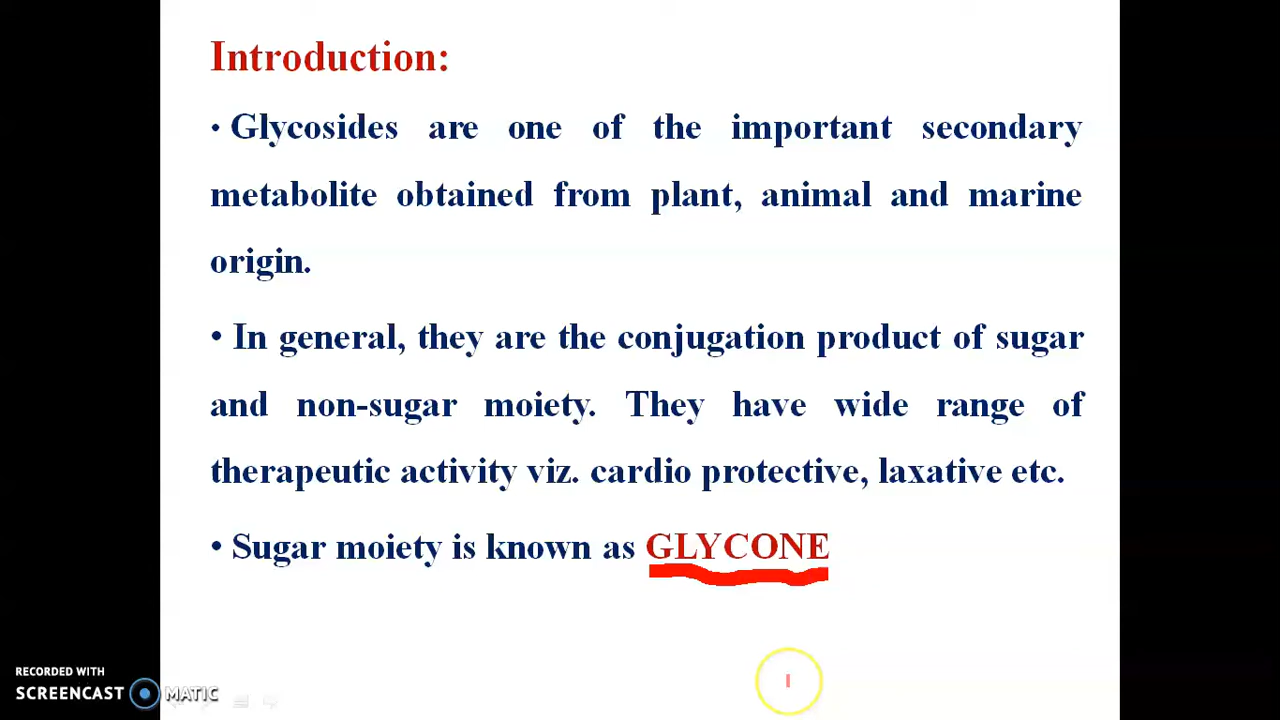 Introduction:
• Glycosides are one of the important secondary
metabolite obtained from plant, animal and marine
origin.
• In general, they are the conjugation product of sugar
and non-sugar moiety. They have wide range of
therapeutic activity viz. cardio protective, laxative etc.
• Sugar moiety is known as GLYCONE
RECORDED WITH
SCREENCAST MATIC